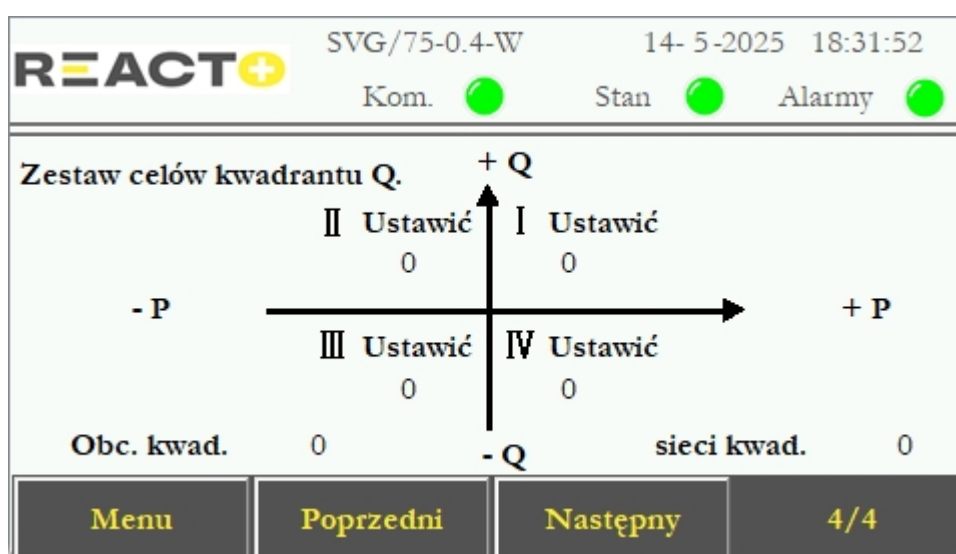 REACT+
SVG/75-0.4-W 14- 5-2025 18:31:52
Kom. Stan Alarmy
Zestaw celów kwadrantu Q.
+ Q
II Ustawić I Ustawić
0 0
- P + P
III Ustawić IV Ustawić
0 0
Obc. kwad. 0 - Q sieci kwad. 0
Menu Poprzedni Następny 4/4